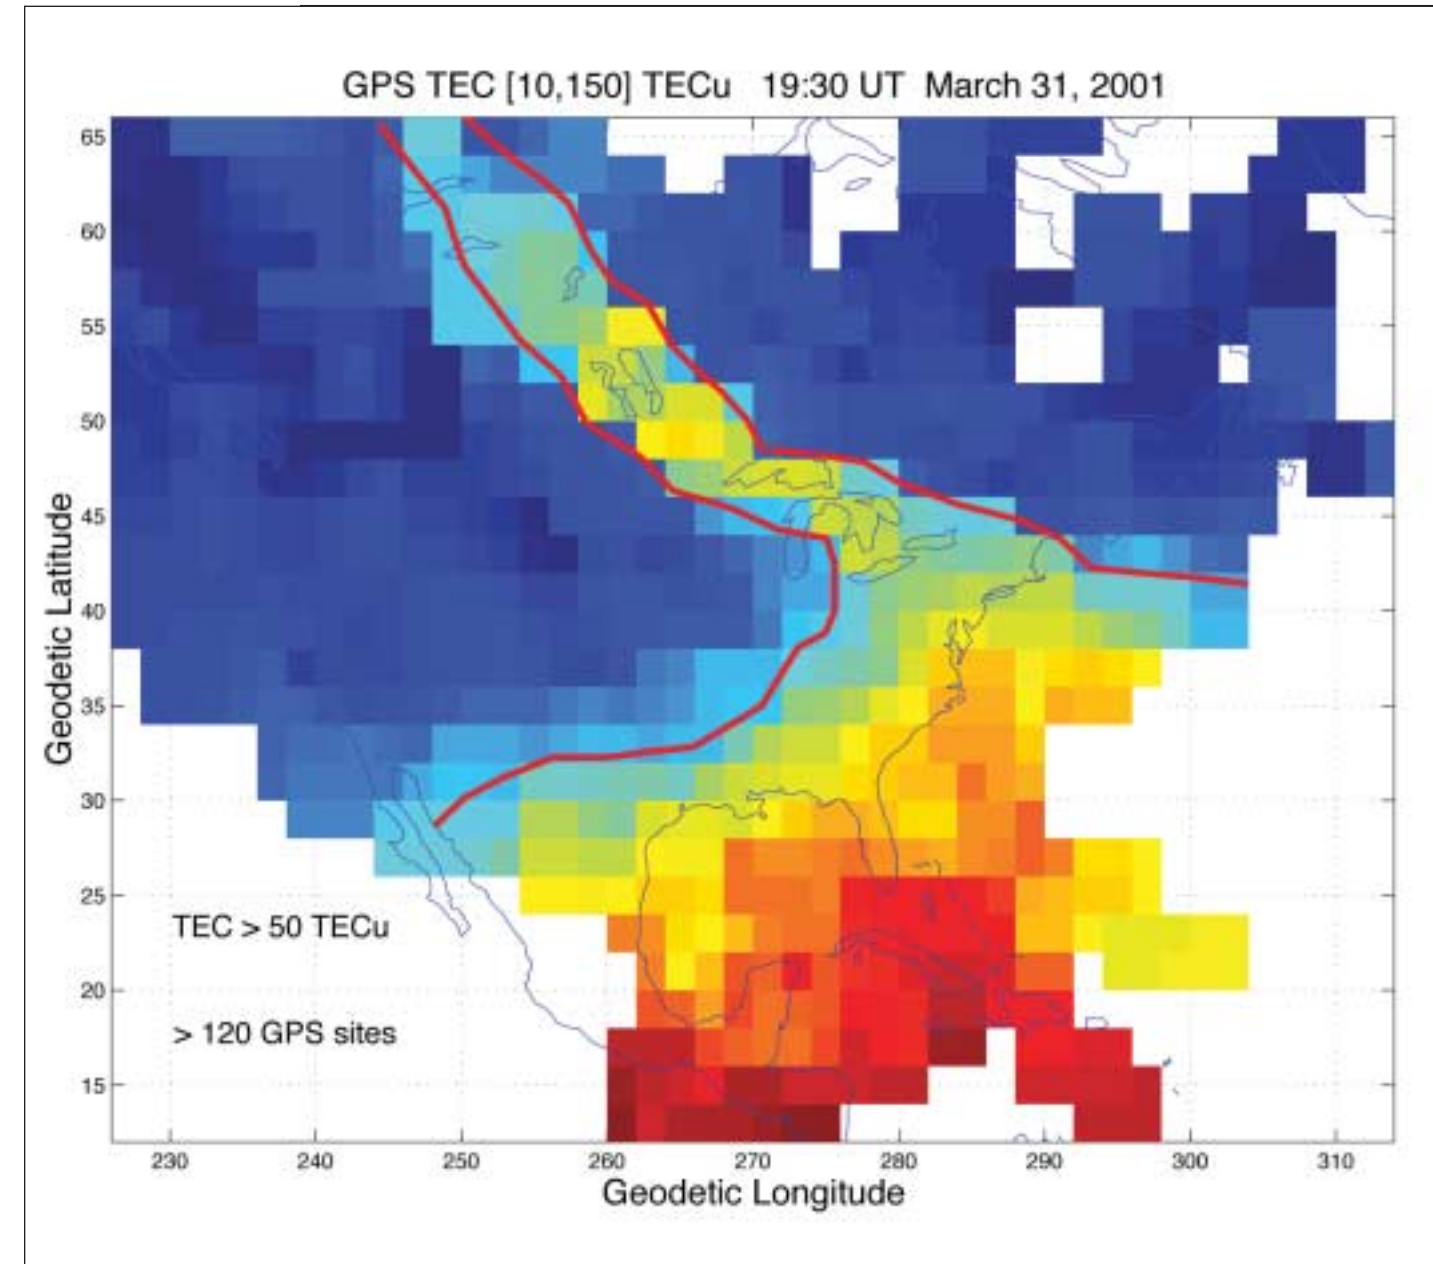 GPS TEC [10,150] TECu 19:30 UT March 31, 2001
65
60
55
50
45
40
35
30
25
20
15
Geodetic Latitude
TEC > 50 TECu
> 120 GPS sites
230 240 250 260 270 280 290 300 310
Geodetic Longitude